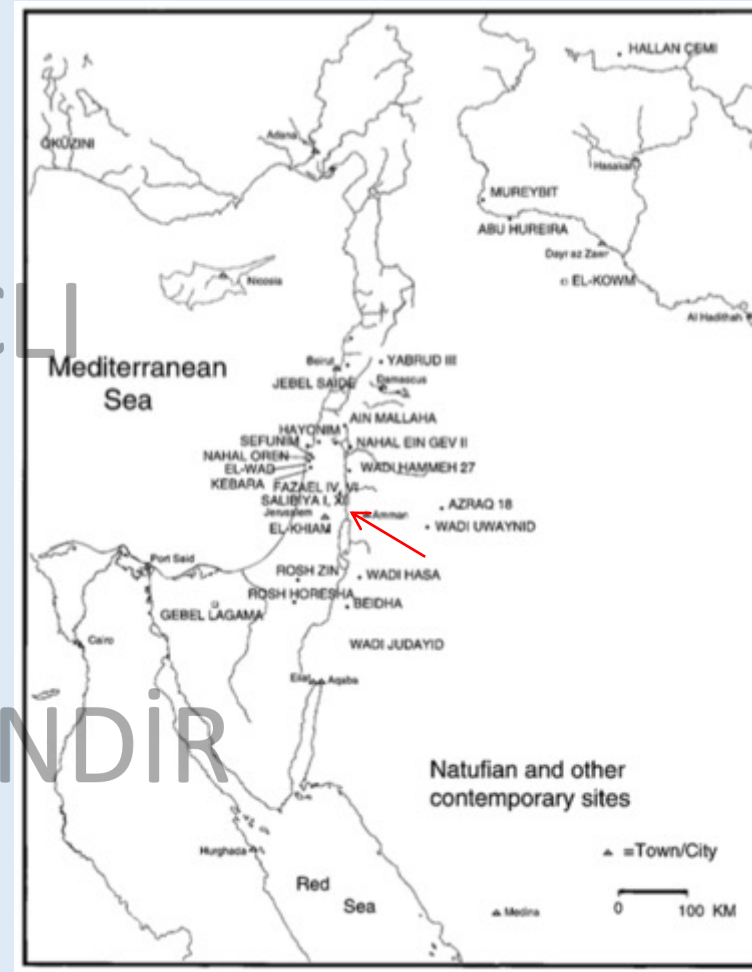 HALLAN ÇEMI
ÖKÜZINI
Adana
Hasakah
MUREYBIT
ABU HUREIRA
Dayr az Zawr
Nicosia
EL-KOWM
Al Hadithah
CLI
Mediterranean
Sea
Beirut
YABRUD III
JEBEL SAIDE
Damascus
AIN MALLAHA
HAYONIM
SEFUNIM
NAHAL EIN GEV II
NAHAL OREN
EL-WAD
WADI HAMMEH 27
KEBARA
FAZAEL IV, VI
SALIBIYA I, XII
AZRAQ 18
Jerusalem
Amman
EL-KHIAM
WADI UWAYNID
Port Said
ROSH ZIN
WADI HASA
ROSH HORESHA
BEIDHA
GEBEL LAGAMA
Cairo
WADI JUDAYID
Eilat
Aqaba
NDİR
Natufian and other
contemporary sites
Hurghada
=Town/City
Red
Sea
Medina
0 100 KM